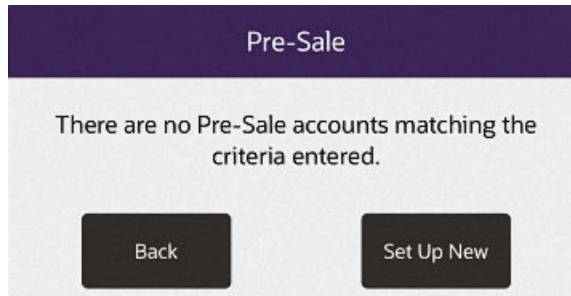 Pre-Sale
There are no Pre-Sale accounts matching the
criteria entered.
Back
Set Up New